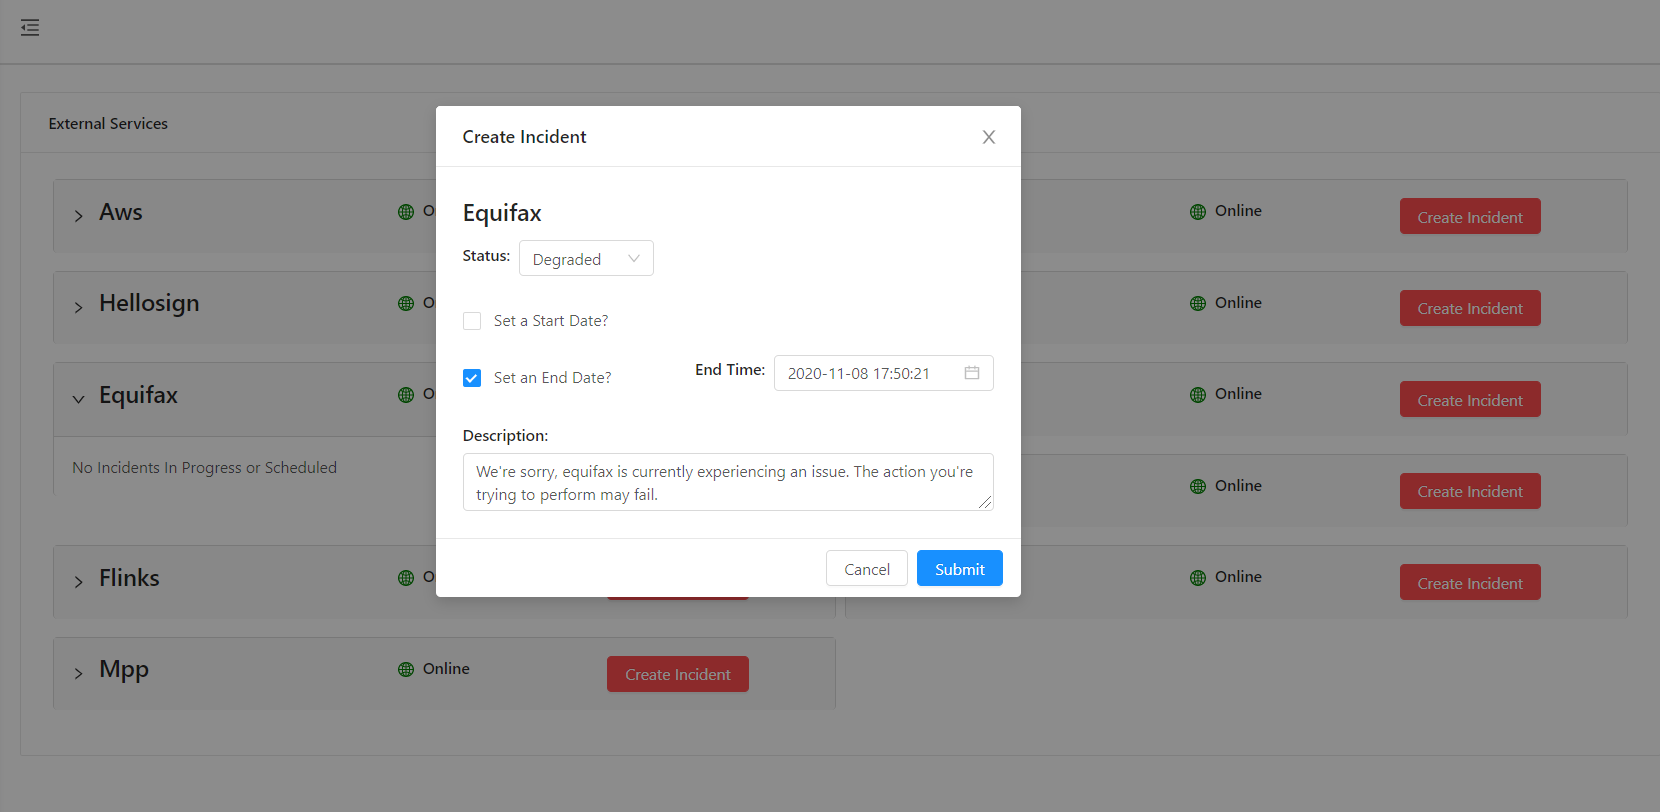 External Services
Create Incident
Equifax
Status: Degraded
Set a Start Date?
Set an End Date? End Time: 2020-11-08 17:50:21
Description:
We're sorry, equifax is currently experiencing an issue. The action you're
trying to perform may fail.
Cancel Submit
Aws
Online Create Incident
Hellosign
Online Create Incident
Equifax
Online Create Incident
No Incidents In Progress or Scheduled
Online Create Incident
Flinks
Online Create Incident
Mpp Online Create Incident